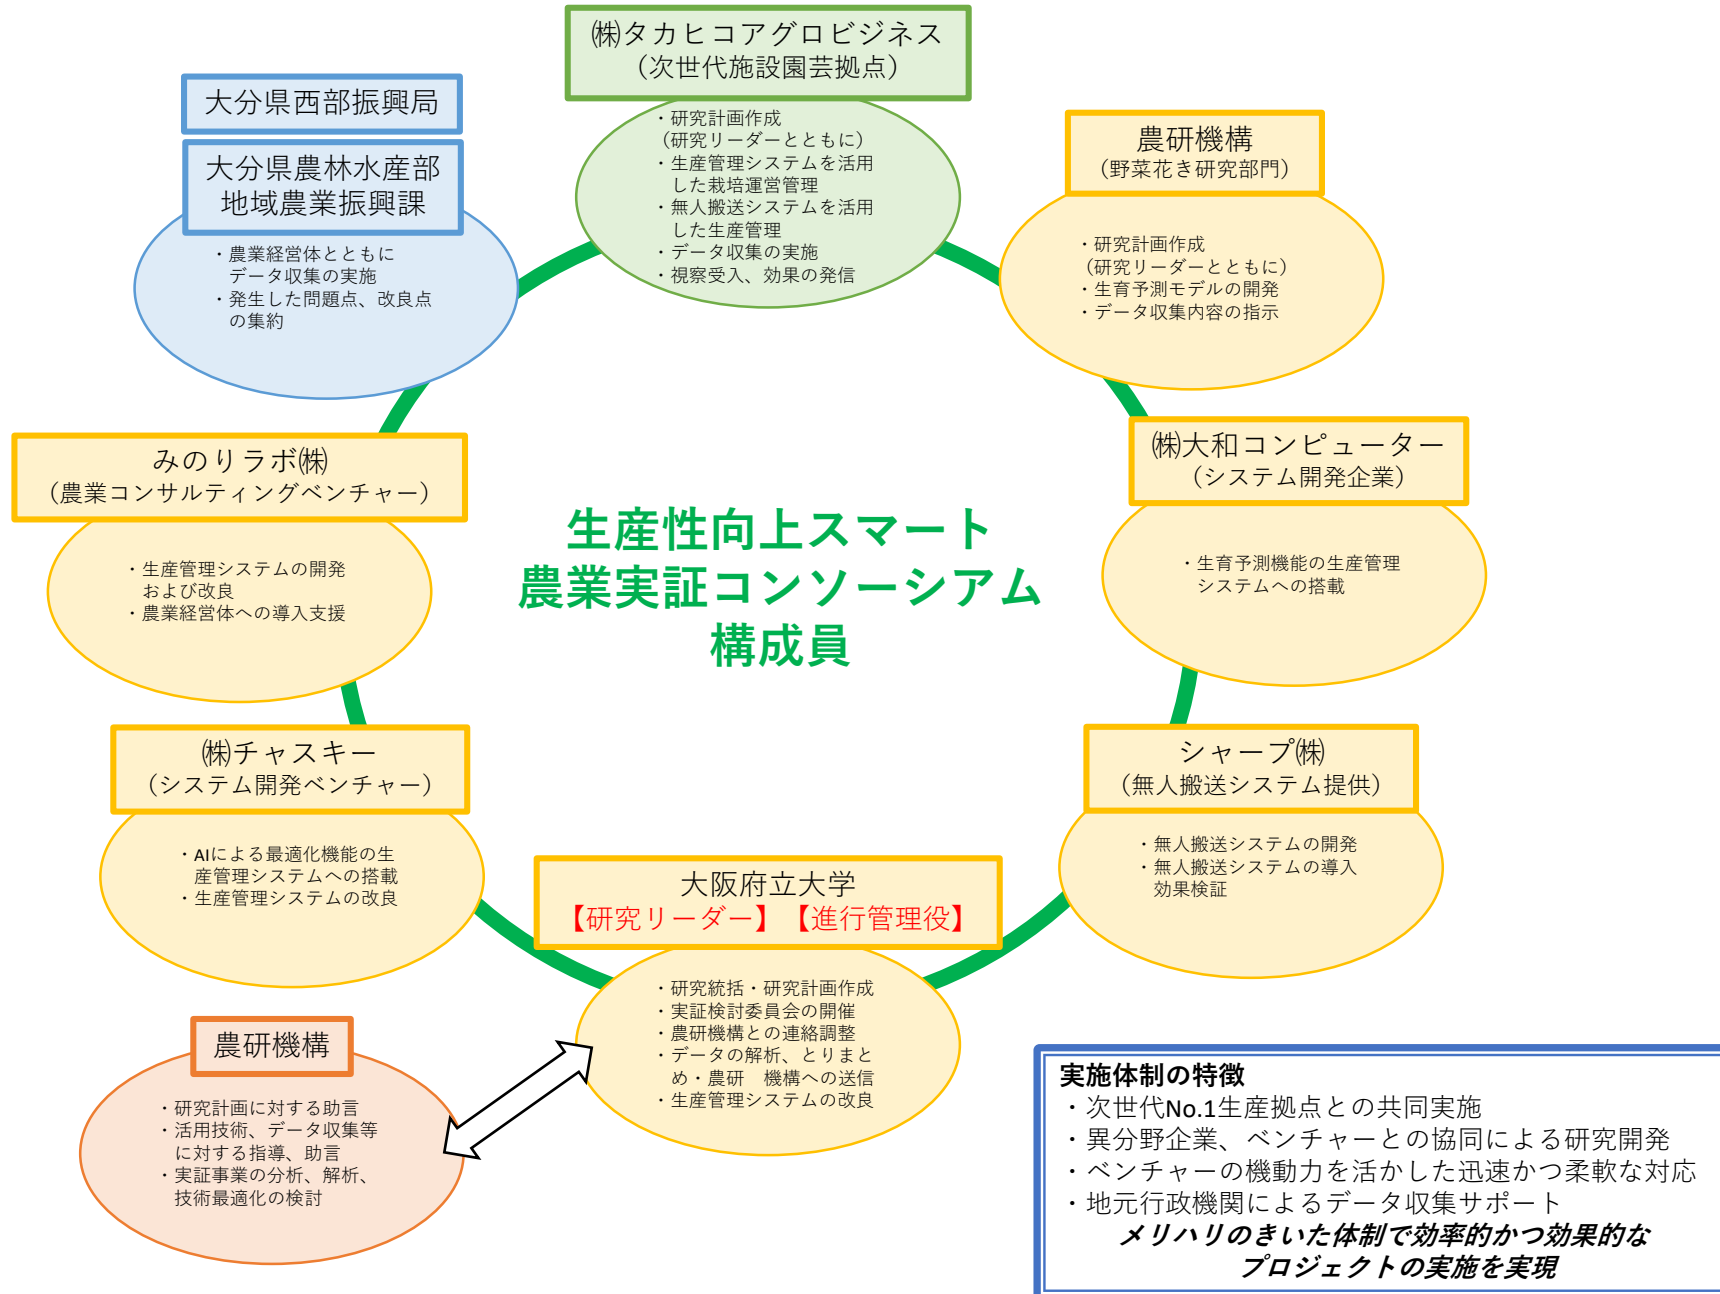 ㈱タカヒコアグロビジネス
（次世代施設園芸拠点）
・研究計画作成
（研究リーダーとともに）
・生産管理システムを活用
した栽培運営管理
・無人搬送システムを活用
した生産管理
・データ収集の実施
・視察受入、効果の発信
大分県西部振興局
大分県農林水産部
地域農業振興課
・農業経営体とともに
データ収集の実施
・発生した問題点、改良点
の集約
農研機構
（野菜花き研究部門）
・研究計画作成
（研究リーダーとともに）
・生育予測モデルの開発
・データ収集内容の指示
みのりラボ㈱
（農業コンサルティングベンチャー）
・生産管理システムの開発
および改良
・農業経営体への導入支援
㈱大和コンピューター
（システム開発企業）
・生育予測機能の生産管理
システムへの搭載
生産性向上スマート
農業実証コンソーシアム
構成員
㈱チャスキー
（システム開発ベンチャー）
・AIによる最適化機能の生
産管理システムへの搭載
・生産管理システムの改良
シャープ㈱
（無人搬送システム提供）
・無人搬送システムの開発
・無人搬送システムの導入
効果検証
大阪府立大学
【研究リーダー】【進行管理役】
・研究統括・研究計画作成
・実証検討委員会の開催
・農研機構との連絡調整
・データの解析、とりまと
め・農研　機構への送信
・生産管理システムの改良
農研機構
・研究計画に対する助言
・活用技術、データ収集等
に対する指導、助言
・実証事業の分析、解析、
技術最適化の検討
実施体制の特徴
・次世代No.1生産拠点との共同実施
・異分野企業、ベンチャーとの協同による研究開発
・ベンチャーの機動力を活かした迅速かつ柔軟な対応
・地元行政機関によるデータ収集サポート
メリハリのきいた体制で効率的かつ効果的な
プロジェクトの実施を実現